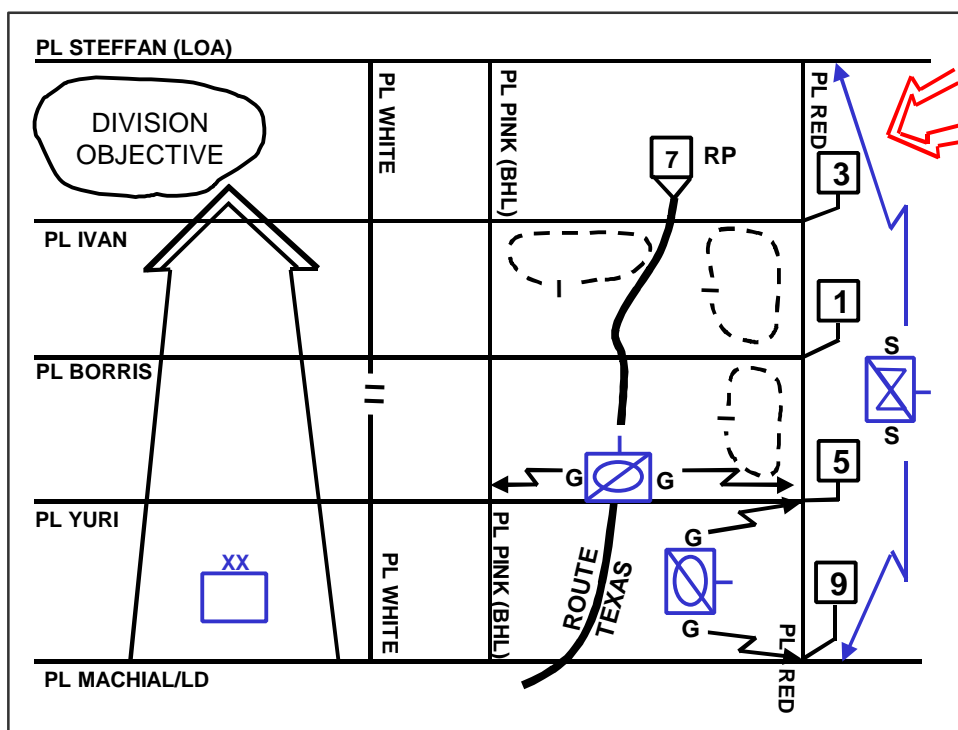 PL STEFFAN (LOA)
DIVISION
OBJECTIVE
PL WHITE
PL PINK (BHL)
PL RED
7
RP
3
PL IVAN
1
S
PL BORRIS
S
5
G
G
PL YURI
PL WHITE
PL PINK (BHL)
XX
ROUTE
TEXAS
G
G
9
PL RED
PL MACHIAL/LD